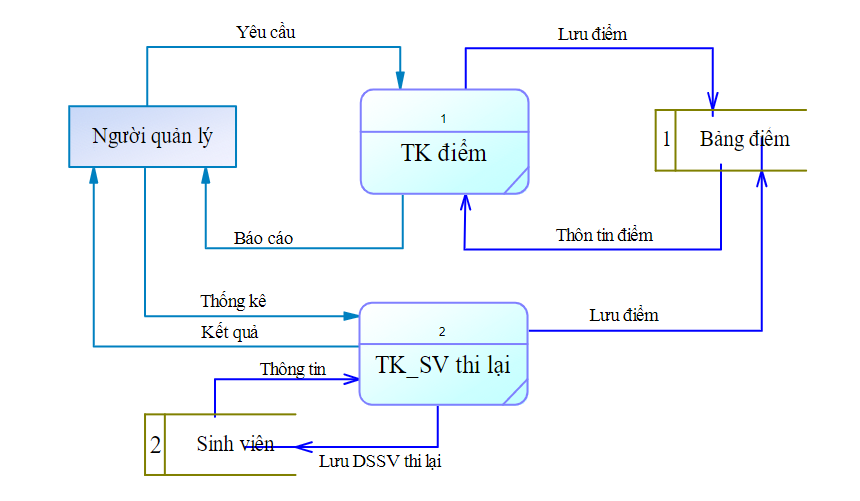 Yêu cầu
Lưu điểm
1
Người quản lý
TK điểm
1
Bảng điểm
Báo cáo
Thôn tin điểm
Thống kê
Lưu điểm
Kết quả
2
TK_SV thi lại
Thông tin
2
Sinh viên
Lưu DSSV thi lại